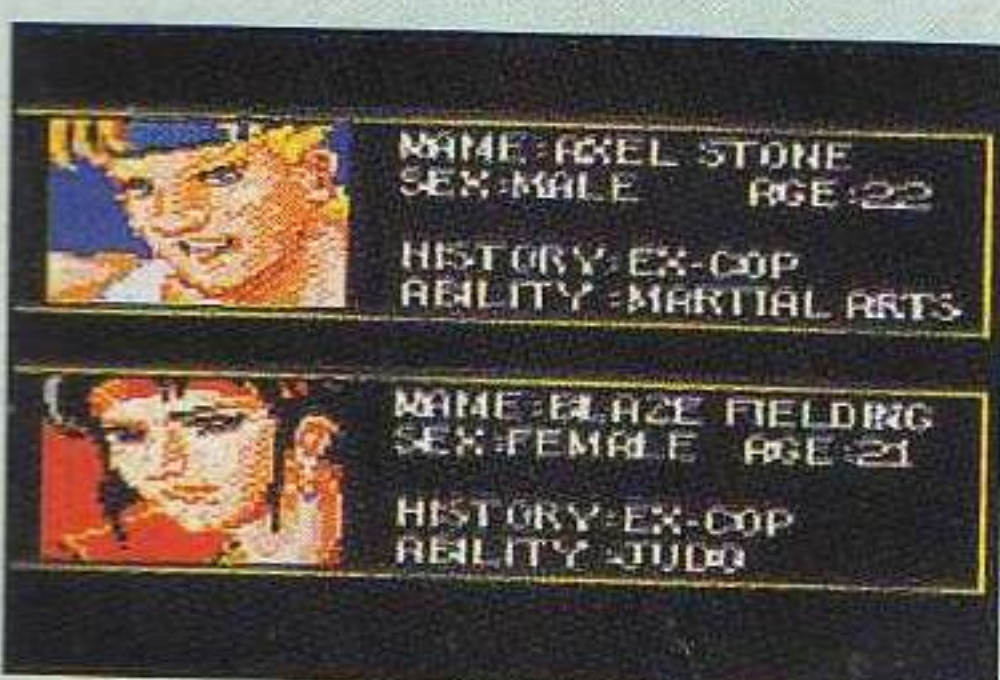 NAME:AXEL STONE
SEX:MALE AGE:22
HISTORY:EX-COP
ABILITY:MARTIAL ARTS
NAME:BLAZE FIELDING
SEX:FEMALE AGE:21
HISTORY:EX-COP
ABILITY:JUDO